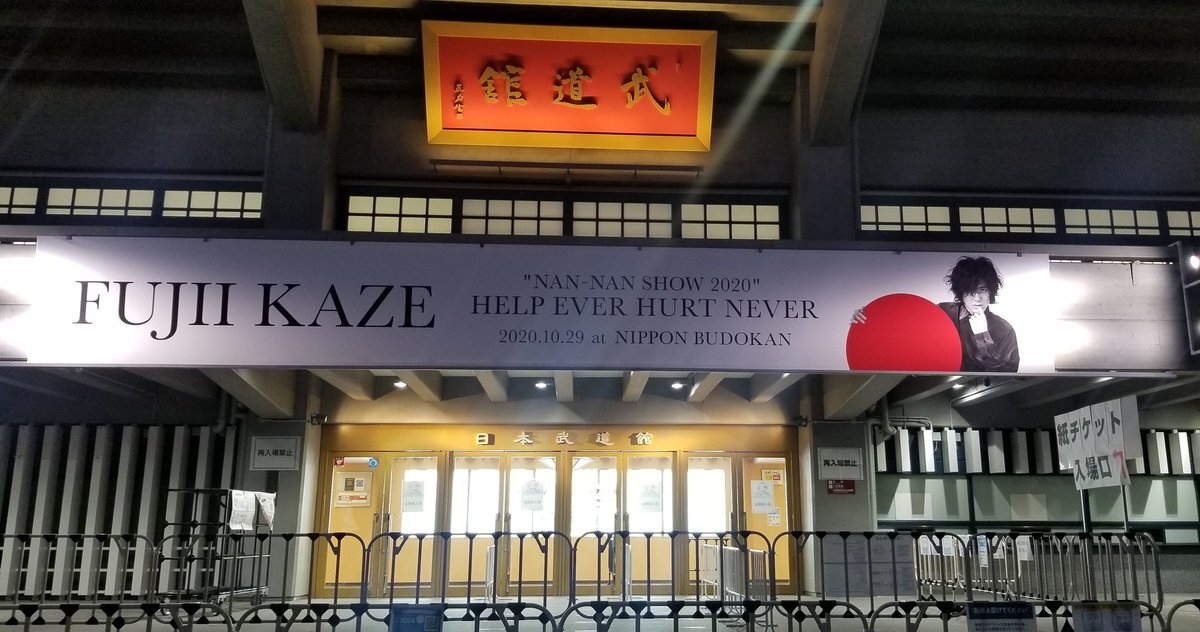 武道館
FUJII KAZE
"NAN-NAN SHOW 2020"
HELP EVER HURT NEVER
2020.10.29 at NIPPON BUDOKAN
日本武道館
再入場禁止
再入場禁止
紙チケット
入場口
COCOA